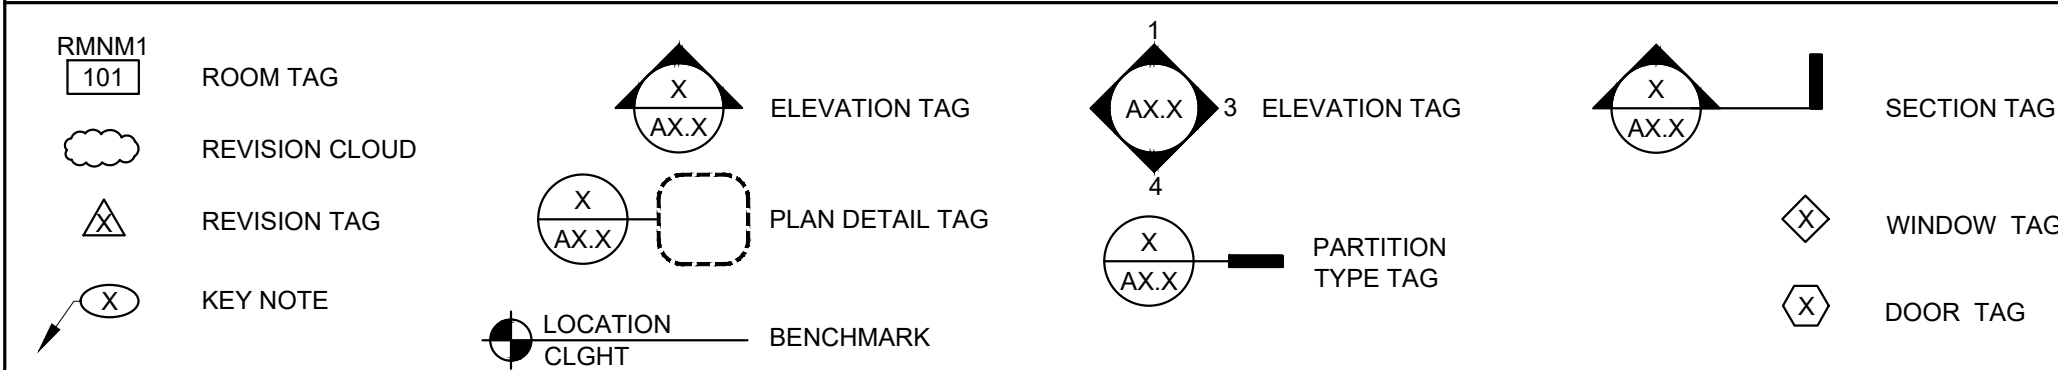 RMNM1
101
ROOM TAG
REVISION CLOUD
X
REVISION TAG
X
KEY NOTE
X
AX.X
ELEVATION TAG
X
AX.X
PLAN DETAIL TAG
LOCATION
CLGHT
BENCHMARK
1
AX.X
3
4
ELEVATION TAG
X
AX.X
PARTITION
TYPE TAG
X
AX.X
SECTION TAG
X
WINDOW TAG
X
DOOR TAG